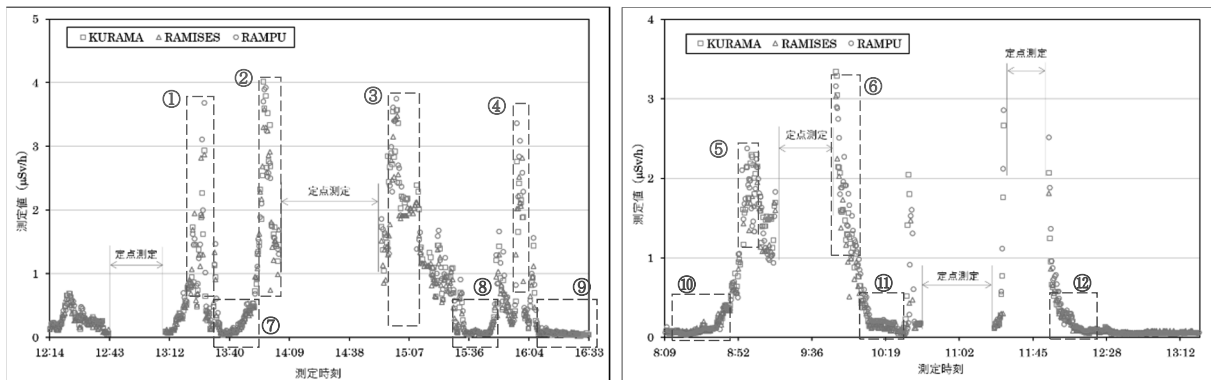 5
4
3
2
1
0
測定値 (μSv/h)
KURAMA RAMISES RAMPU
① ② ③ ④
定点測定 定点測定
⑦ ⑧ ⑨
12:14 12:43 13:12 13:40 14:09 14:38 15:07 15:36 16:04 16:33
測定時刻
4
3
2
1
0
測定値 (μSv/h)
KURAMA RAMISES RAMPU
⑤ ⑥
定点測定 定点測定 定点測定
⑩ ⑪ ⑫
8:09 8:52 9:36 10:19 11:02 11:45 12:28 13:12
測定時刻